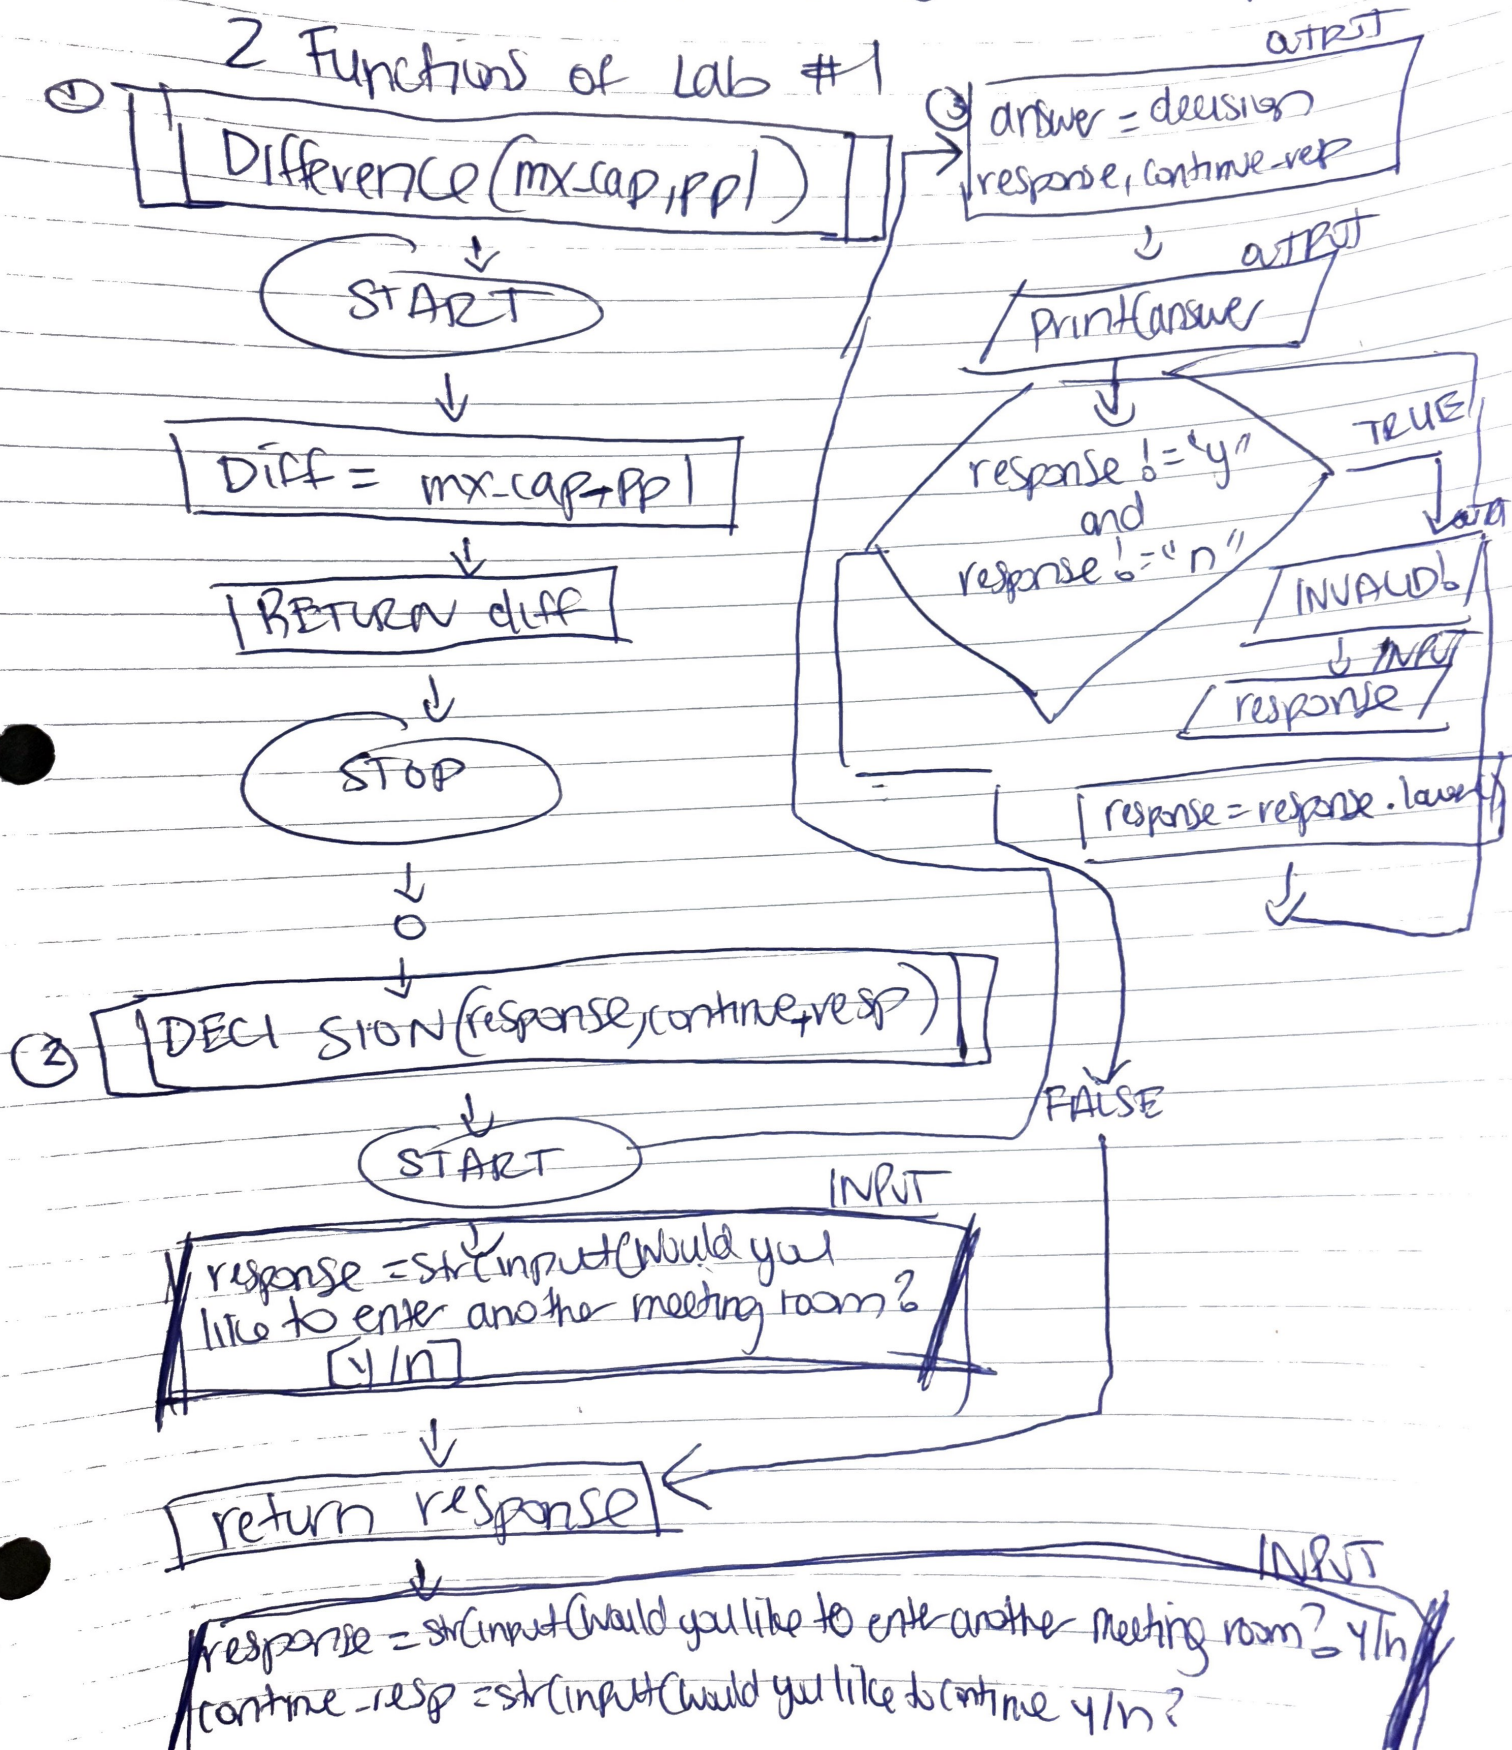 2 Functions of Lab #1
①
Difference(mx_cap,ppl)
START
Diff = mx_cap-ppl
RETURN diff
STOP
②
DECISION(response,continue_resp)
START
INPUT
response =str(input(Would you
like to enter another meeting room?
[y/n]
return response
INPUT
response = str(input(Would you like to enter another meeting room? y/n
continue_resp =str(input(would you like to continue y/n?
OUTPUT
③
answer = decision
response, continue_rep
OUTPUT
print(answer
response != "y"
and
response != "n"
TRUE
INVALID!
INPUT
response
response = response.lower()
FALSE